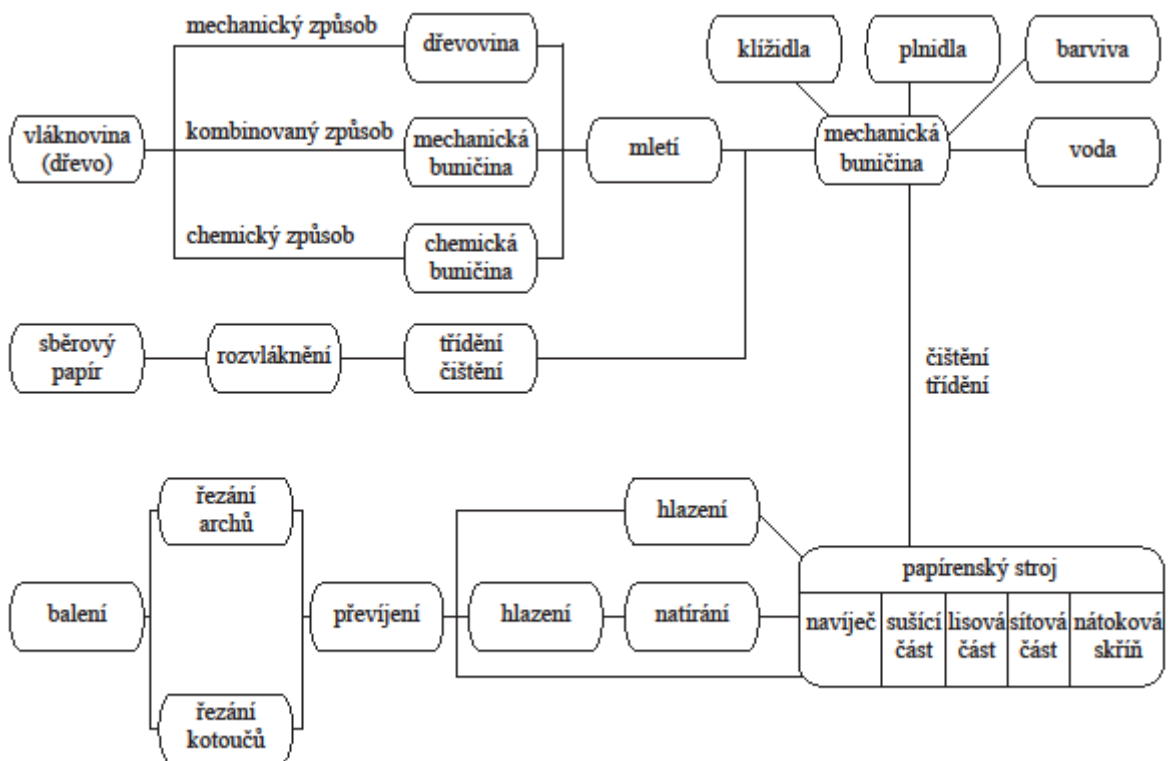 mechanický způsob
dřevovina
klížidla
plnidla
barviva
vláknovina
(dřevo)
kombinovaný způsob
mechanická
buničina
mletí
mechanická
buničina
voda
chemický způsob
chemická
buničina
sběrový
papír
rozvláknění
třídění
čištění
čištění
třídění
řezání
archů
hlazení
balení
převíjení
hlazení
natírání
papírenský stroj
navíječ
sušící
část
lisová
část
sítová
část
nátoková
skříň
řezání
kotoučů